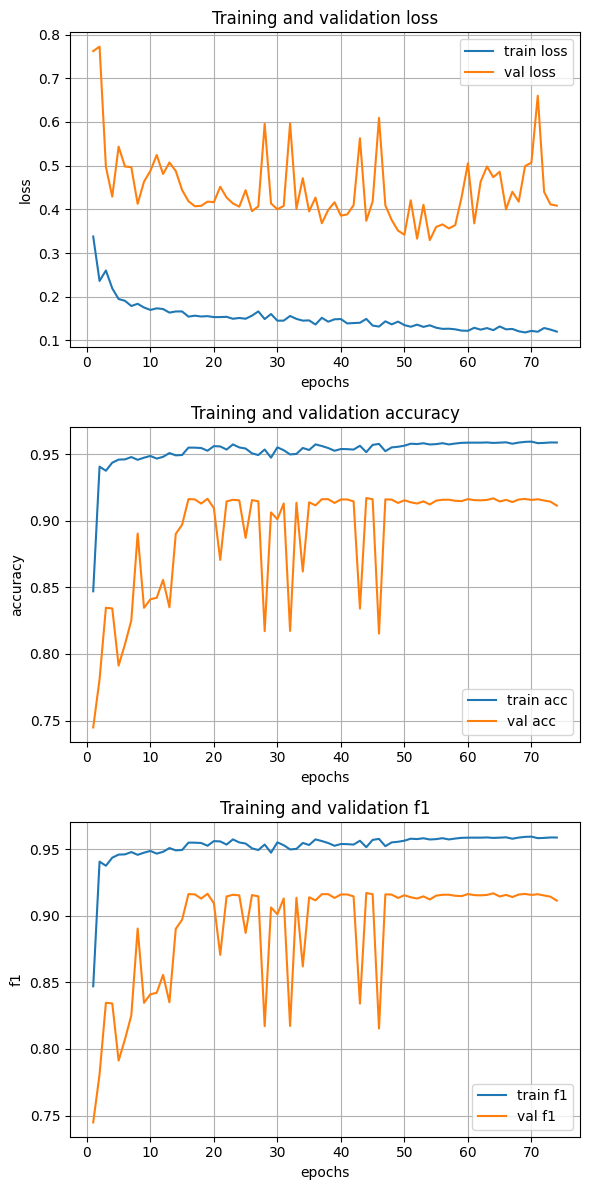 Training and validation loss
0.8
0.7
0.6
0.5
0.4
0.3
0.2
0.1
loss
train loss
val loss
0 10 20 30 40 50 60 70
epochs
Training and validation accuracy
0.95
0.90
0.85
0.80
0.75
accuracy
train acc
val acc
0 10 20 30 40 50 60 70
epochs
Training and validation f1
0.95
0.90
0.85
0.80
0.75
f1
train f1
val f1
0 10 20 30 40 50 60 70
epochs